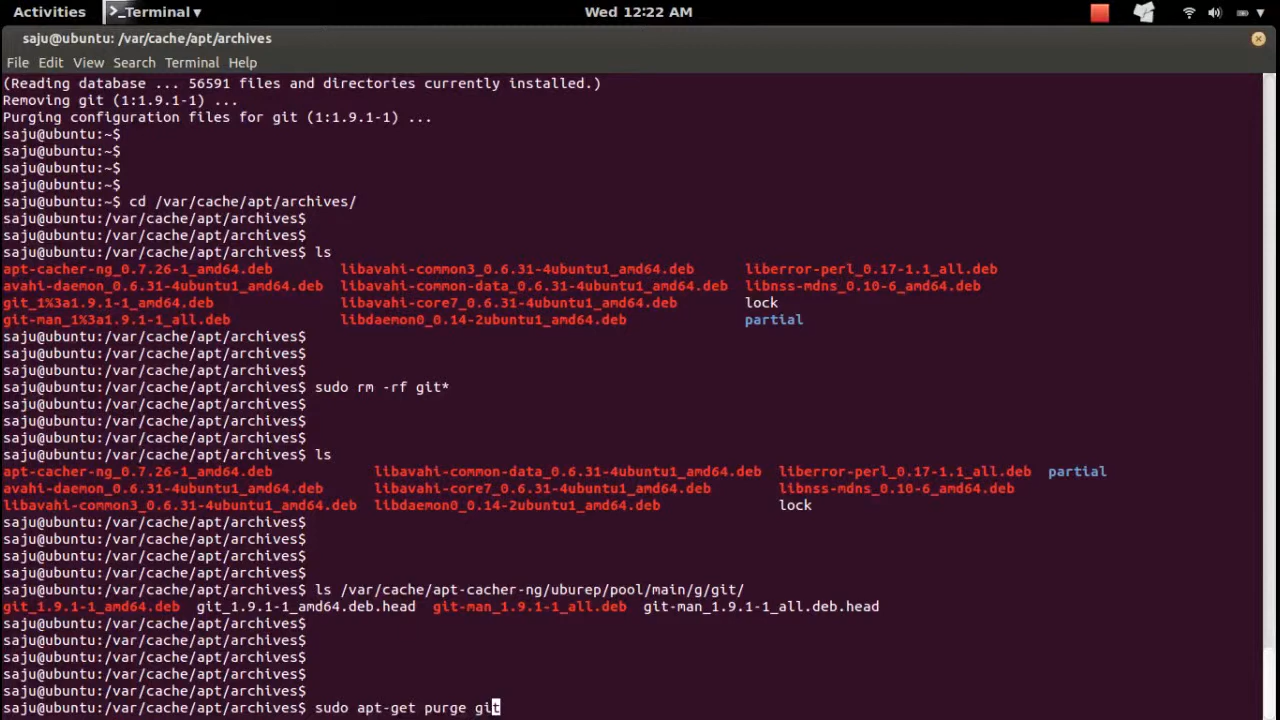 Activities Terminal Wed 12:22 AM
saju@ubuntu: /var/cache/apt/archives
File Edit View Search Terminal Help
(Reading database ... 56591 files and directories currently installed.)
Removing git (1:1.9.1-1) ...
Purging configuration files for git (1:1.9.1-1) ...
saju@ubuntu:~$
saju@ubuntu:~$
saju@ubuntu:~$
saju@ubuntu:~$
saju@ubuntu:~$ cd /var/cache/apt/archives/
saju@ubuntu:/var/cache/apt/archives$
saju@ubuntu:/var/cache/apt/archives$
saju@ubuntu:/var/cache/apt/archives$ ls
apt-cacher-ng_0.7.26-1_amd64.deb libavahi-common3_0.6.31-4ubuntu1_amd64.deb liberror-perl_0.17-1.1_all.deb
avahi-daemon_0.6.31-4ubuntu1_amd64.deb libavahi-common-data_0.6.31-4ubuntu1_amd64.deb libnss-mdns_0.10-6_amd64.deb
git_1%3a1.9.1-1_amd64.deb libavahi-core7_0.6.31-4ubuntu1_amd64.deb lock
git-man_1%3a1.9.1-1_all.deb libdaemon0_0.14-2ubuntu1_amd64.deb partial
saju@ubuntu:/var/cache/apt/archives$
saju@ubuntu:/var/cache/apt/archives$
saju@ubuntu:/var/cache/apt/archives$
saju@ubuntu:/var/cache/apt/archives$ sudo rm -rf git*
saju@ubuntu:/var/cache/apt/archives$
saju@ubuntu:/var/cache/apt/archives$
saju@ubuntu:/var/cache/apt/archives$
saju@ubuntu:/var/cache/apt/archives$ ls
apt-cacher-ng_0.7.26-1_amd64.deb libavahi-common-data_0.6.31-4ubuntu1_amd64.deb liberror-perl_0.17-1.1_all.deb partial
avahi-daemon_0.6.31-4ubuntu1_amd64.deb libavahi-core7_0.6.31-4ubuntu1_amd64.deb libnss-mdns_0.10-6_amd64.deb
libavahi-common3_0.6.31-4ubuntu1_amd64.deb libdaemon0_0.14-2ubuntu1_amd64.deb lock
saju@ubuntu:/var/cache/apt/archives$
saju@ubuntu:/var/cache/apt/archives$
saju@ubuntu:/var/cache/apt/archives$
saju@ubuntu:/var/cache/apt/archives$
saju@ubuntu:/var/cache/apt/archives$ ls /var/cache/apt-cacher-ng/uburep/pool/main/g/git/
git_1.9.1-1_amd64.deb git_1.9.1-1_amd64.deb.head git-man_1.9.1-1_all.deb git-man_1.9.1-1_all.deb.head
saju@ubuntu:/var/cache/apt/archives$
saju@ubuntu:/var/cache/apt/archives$
saju@ubuntu:/var/cache/apt/archives$
saju@ubuntu:/var/cache/apt/archives$
saju@ubuntu:/var/cache/apt/archives$
saju@ubuntu:/var/cache/apt/archives$ sudo apt-get purge git